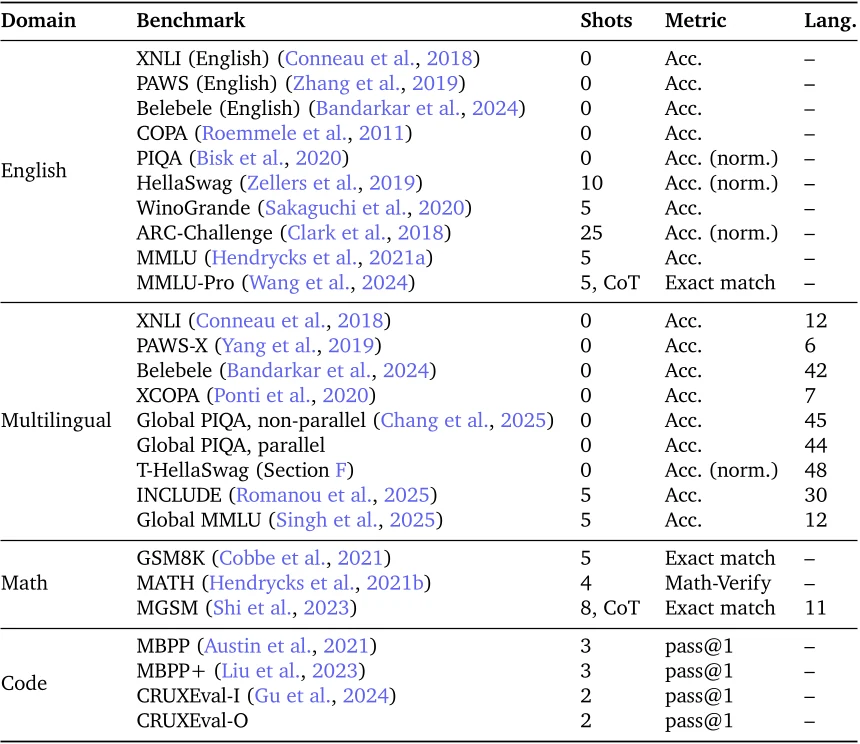 Domain Benchmark Shots Metric Lang.
XNLI (English) (Conneau et al., 2018) 0 Acc. –
PAWS (English) (Zhang et al., 2019) 0 Acc. –
Belebele (English) (Bandarkar et al., 2024) 0 Acc. –
COPA (Roemmele et al., 2011) 0 Acc. –
PIQA (Bisk et al., 2020) 0 Acc. (norm.) –
English
HellaSwag (Zellers et al., 2019) 10 Acc. (norm.) –
WinoGrande (Sakaguchi et al., 2020) 5 Acc. –
ARC-Challenge (Clark et al., 2018) 25 Acc. (norm.) –
MMLU (Hendrycks et al., 2021a) 5 Acc. –
MMLU-Pro (Wang et al., 2024) 5, CoT Exact match –
XNLI (Conneau et al., 2018) 0 Acc. 12
PAWS-X (Yang et al., 2019) 0 Acc. 6
Belebele (Bandarkar et al., 2024) 0 Acc. 42
XCOPA (Ponti et al., 2020) 0 Acc. 7
Multilingual Global PIQA, non-parallel (Chang et al., 2025) 0 Acc. 45
Global PIQA, parallel 0 Acc. 44
T-HellaSwag (Section F) 0 Acc. (norm.) 48
INCLUDE (Romanou et al., 2025) 5 Acc. 30
Global MMLU (Singh et al., 2025) 5 Acc. 12
GSM8K (Cobbe et al., 2021) 5 Exact match –
Math MATH (Hendrycks et al., 2021b) 4 Math-Verify –
MGSM (Shi et al., 2023) 8, CoT Exact match 11
MBPP (Austin et al., 2021) 3 pass@1 –
MBPP+ (Liu et al., 2023) 3 pass@1 –
Code
CRUXEval-I (Gu et al., 2024) 2 pass@1 –
CRUXEval-O 2 pass@1 –